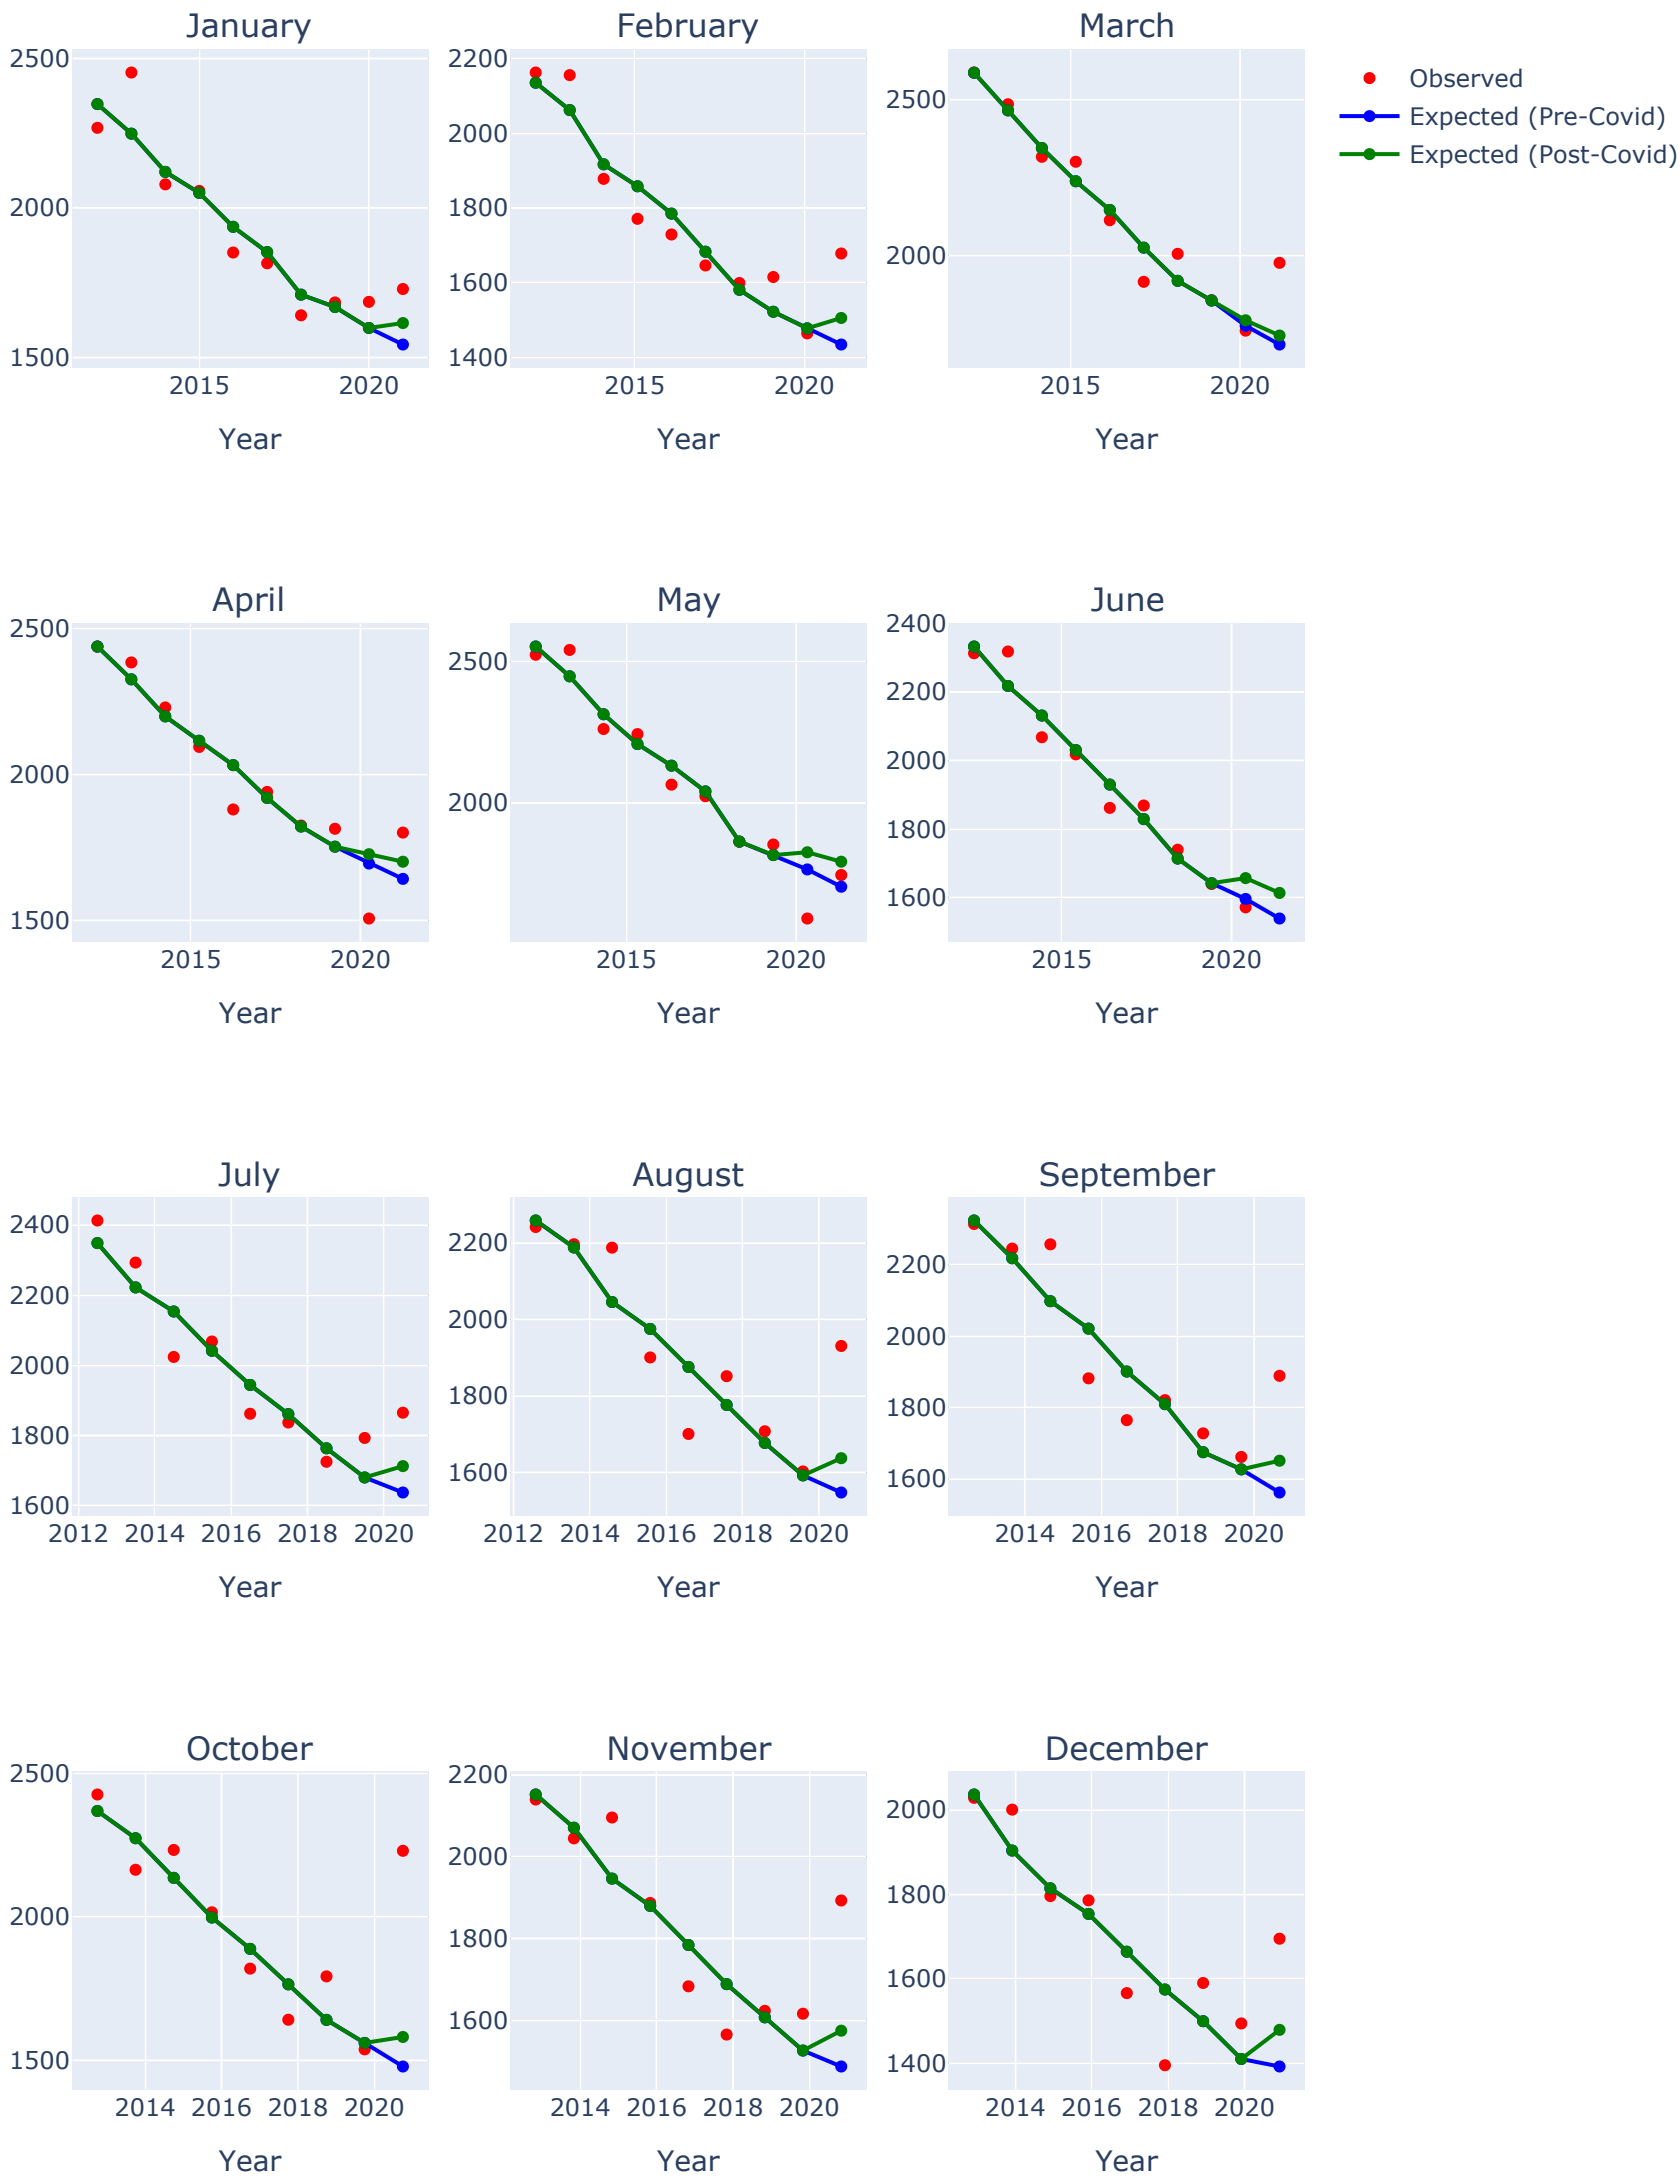 January
2500
2000
1500
2015 2020
Year
February
2200
2000
1800
1600
1400
2015 2020
Year
March
2500
2000
2015 2020
Year
Observed
Expected (Pre-Covid)
Expected (Post-Covid)
April
2500
2000
1500
2015 2020
Year
May
2500
2000
2015 2020
Year
June
2400
2200
2000
1800
1600
2015 2020
Year
July
2400
2200
2000
1800
1600
2012 2014 2016 2018 2020
Year
August
2200
2000
1800
1600
2012 2014 2016 2018 2020
Year
September
2200
2000
1800
1600
2014 2016 2018 2020
Year
October
2500
2000
1500
2014 2016 2018 2020
Year
November
2200
2000
1800
1600
2014 2016 2018 2020
Year
December
2000
1800
1600
1400
2014 2016 2018 2020
Year